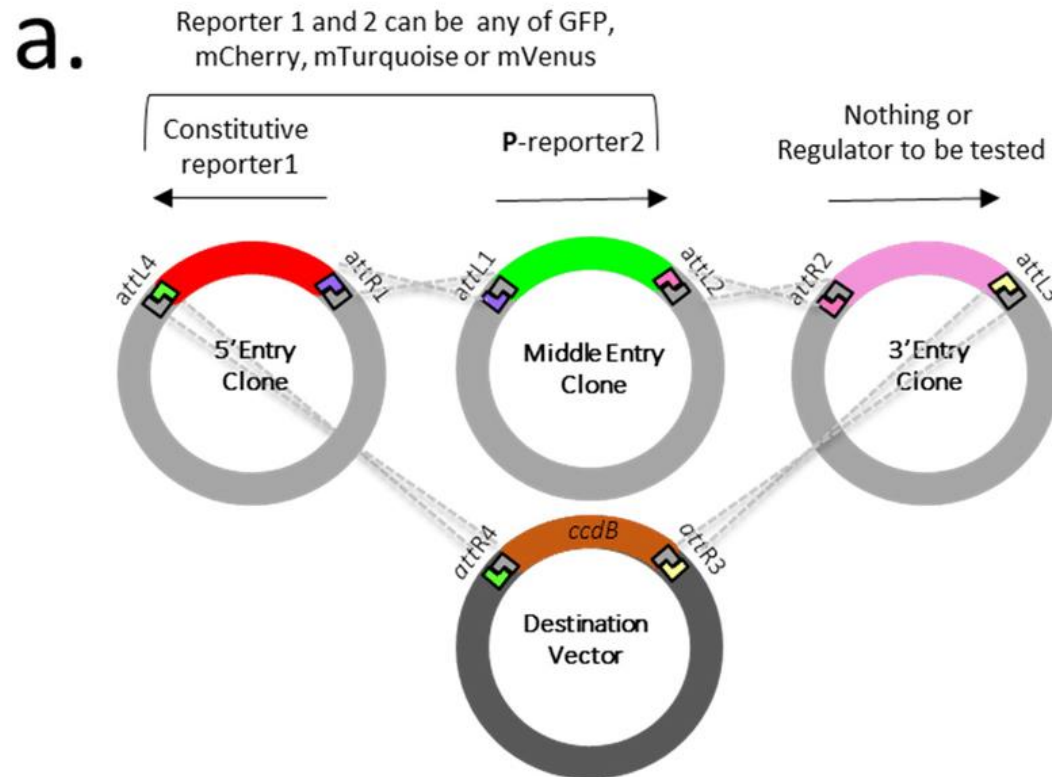 a.
Reporter 1 and 2 can be any of GFP,
mCherry, mTurquoise or mVenus
Constitutive
reporter1
P-reporter2
Nothing or
Regulator to be tested
attL4
attR1
attL1
attL2
attR2
attL3
5'Entry
Clone
Middle Entry
Clone
3'Entry
Clone
attR4
ccdB
attR3
Destination
Vector